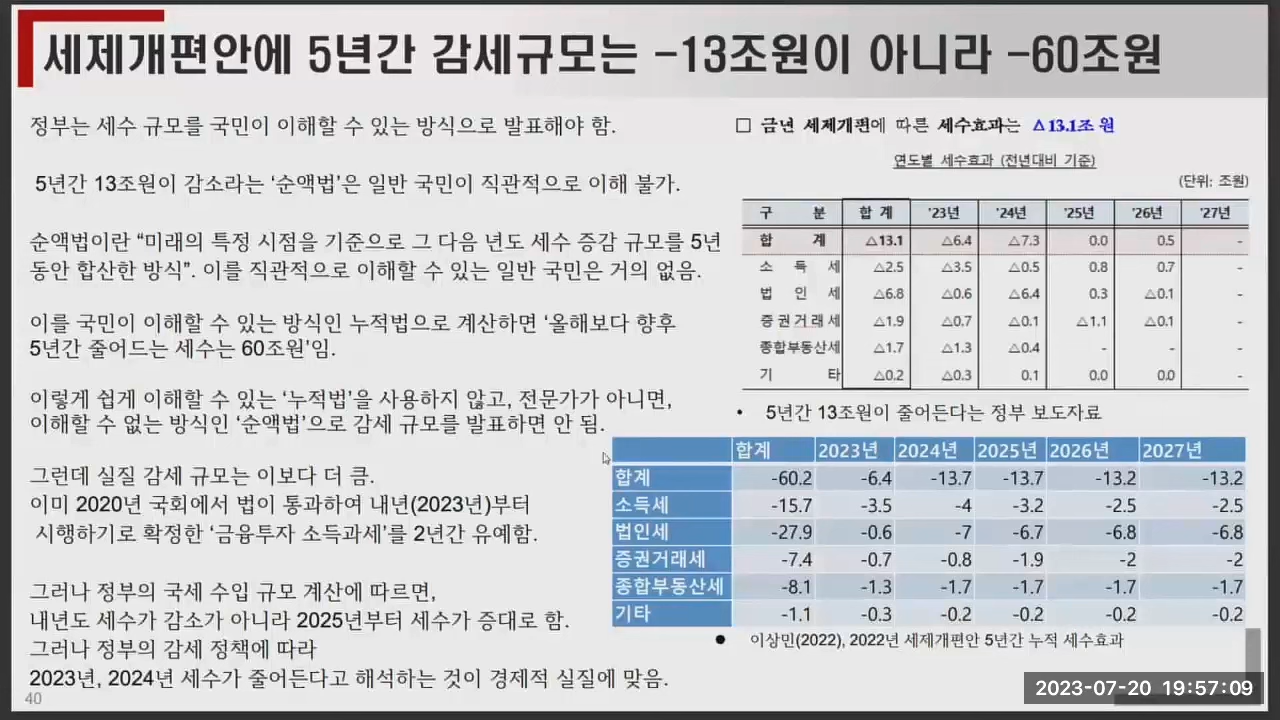 세제개편안에 5년간 감세규모는 -13조원이 아니라 -60조원
정부는 세수 규모를 국민이 이해할 수 있는 방식으로 발표해야 함.
5년간 13조원이 감소라는 ‘순액법’은 일반 국민이 직관적으로 이해 불가.
순액법이란 “미래의 특정 시점을 기준으로 그 다음 년도 세수 증감 규모를 5년
동안 합산한 방식”. 이를 직관적으로 이해할 수 있는 일반 국민은 거의 없음.
이를 국민이 이해할 수 있는 방식인 누적법으로 계산하면 ‘올해보다 향후
5년간 줄어드는 세수는 60조원’임.
이렇게 쉽게 이해할 수 있는 ‘누적법’을 사용하지 않고, 전문가가 아니면,
이해할 수 없는 방식인 ‘순액법’으로 감세 규모를 발표하면 안 됨.
그런데 실질 감세 규모는 이보다 더 큼.
이미 2020년 국회에서 법이 통과하여 내년(2023년)부터
시행하기로 확정한 ‘금융투자 소득과세’를 2년간 유예함.
그러나 정부의 국세 수입 규모 계산에 따르면,
내년도 세수가 감소가 아니라 2025년부터 세수가 증대로 함.
그러나 정부의 감세 정책에 따라
2023년, 2024년 세수가 줄어든다고 해석하는 것이 경제적 실질에 맞음.
40
□ 금년 세제개편에 따른 세수효과는 △13.1조 원
연도별 세수효과 (전년대비 기준)
(단위: 조원)
구 분 합 계 '23년 '24년 '25년 '26년 '27년
합 계 △13.1 △6.4 △7.3 0.0 0.5 -
소 득 세 △2.5 △3.5 △0.5 0.8 0.7 -
법 인 세 △6.8 △0.6 △6.4 0.3 △0.1 -
증권거래세 △1.9 △0.7 △0.1 △1.1 △0.1 -
종합부동산세 △1.7 △1.3 △0.4 - - -
기 타 △0.2 △0.3 0.1 0.0 0.0 -
• 5년간 13조원이 줄어든다는 정부 보도자료
합계 2023년 2024년 2025년 2026년 2027년
합계 -60.2 -6.4 -13.7 -13.7 -13.2 -13.2
소득세 -15.7 -3.5 -4 -3.2 -2.5 -2.5
법인세 -27.9 -0.6 -7 -6.7 -6.8 -6.8
증권거래세 -7.4 -0.7 -0.8 -1.9 -2 -2
종합부동산세 -8.1 -1.3 -1.7 -1.7 -1.7 -1.7
기타 -1.1 -0.3 -0.2 -0.2 -0.2 -0.2
● 이상민(2022), 2022년 세제개편안 5년간 누적 세수효과
2023-07-20 19:57:09